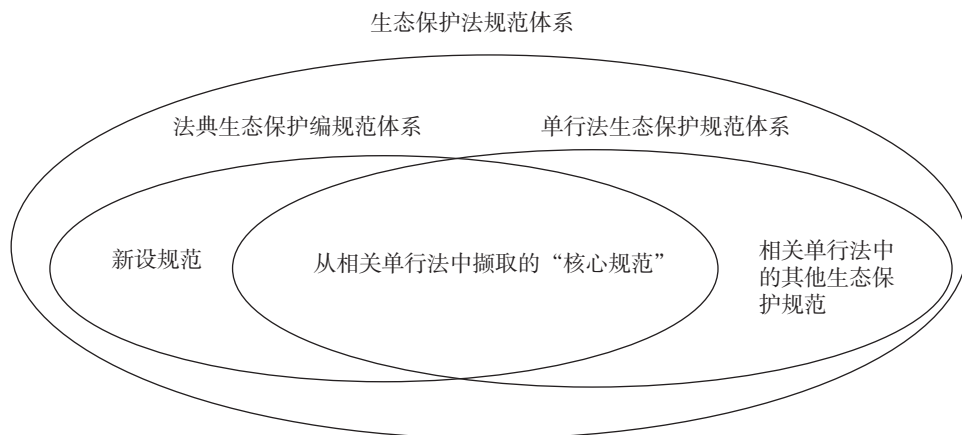 生态保护法规范体系
法典生态保护编规范体系
单行法生态保护规范体系
新设规范
从相关单行法中撷取的“核心规范”
相关单行法中
的其他生态保
护规范